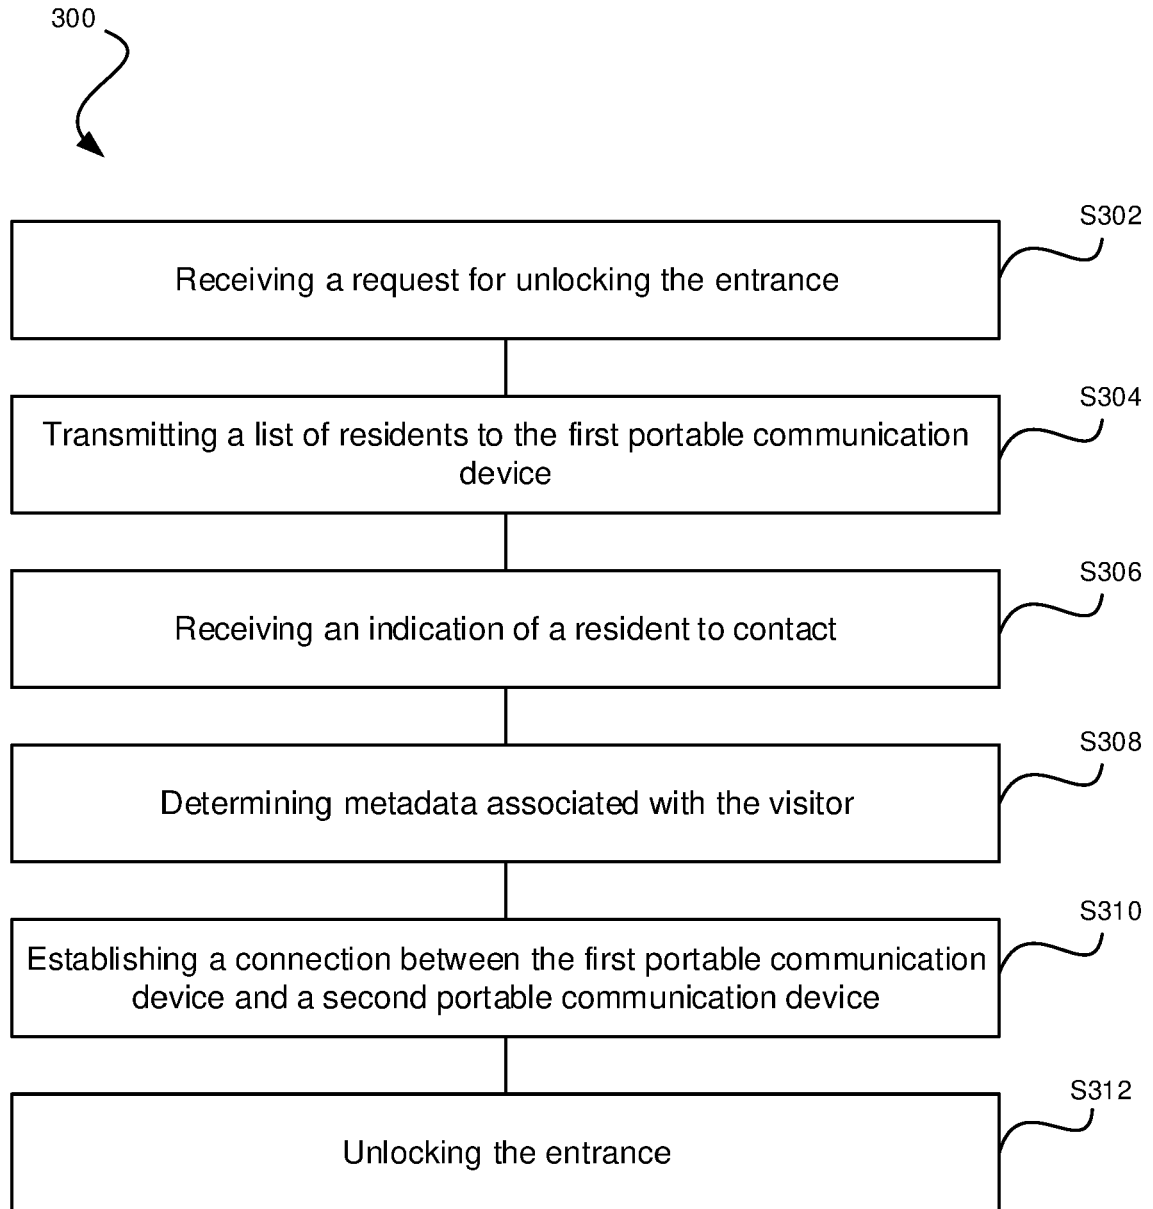 300
S302
Receiving a request for unlocking the entrance
S304
Transmitting a list of residents to the first portable communication
device
S306
Receiving an indication of a resident to contact
S308
Determining metadata associated with the visitor
S310
Establishing a connection between the first portable communication
device and a second portable communication device
S312
Unlocking the entrance